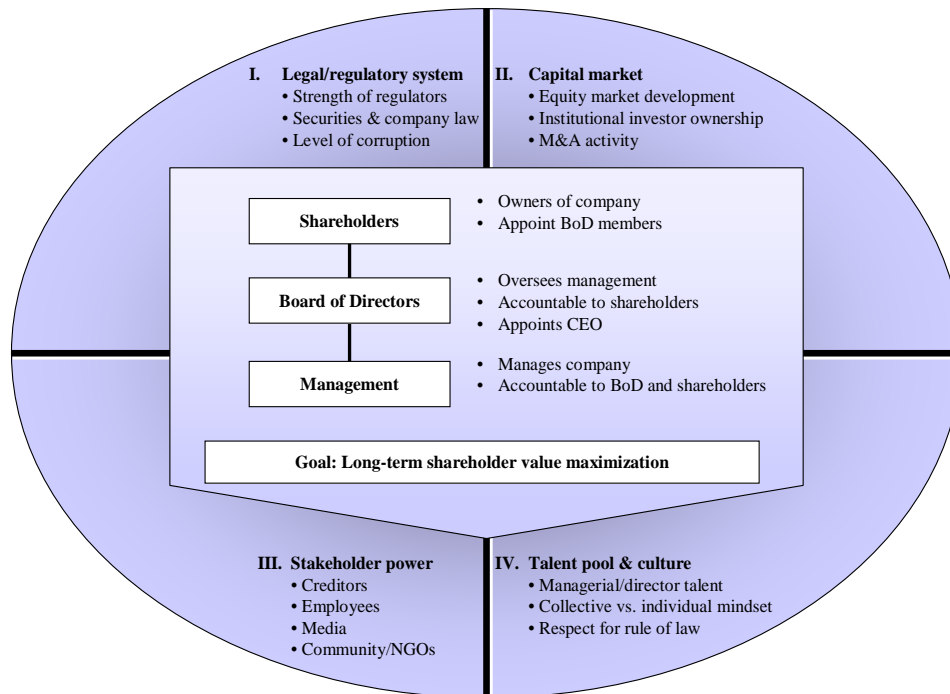 I. Legal/regulatory system
• Strength of regulators
• Securities & company law
• Level of corruption
II. Capital market
• Equity market development
• Institutional investor ownership
• M&A activity
Shareholders
• Owners of company
• Appoint BoD members
Board of Directors
• Oversees management
• Accountable to shareholders
• Appoints CEO
Management
• Manages company
• Accountable to BoD and shareholders
Goal: Long-term shareholder value maximization
III. Stakeholder power
• Creditors
• Employees
• Media
• Community/NGOs
IV. Talent pool & culture
• Managerial/director talent
• Collective vs. individual mindset
• Respect for rule of law